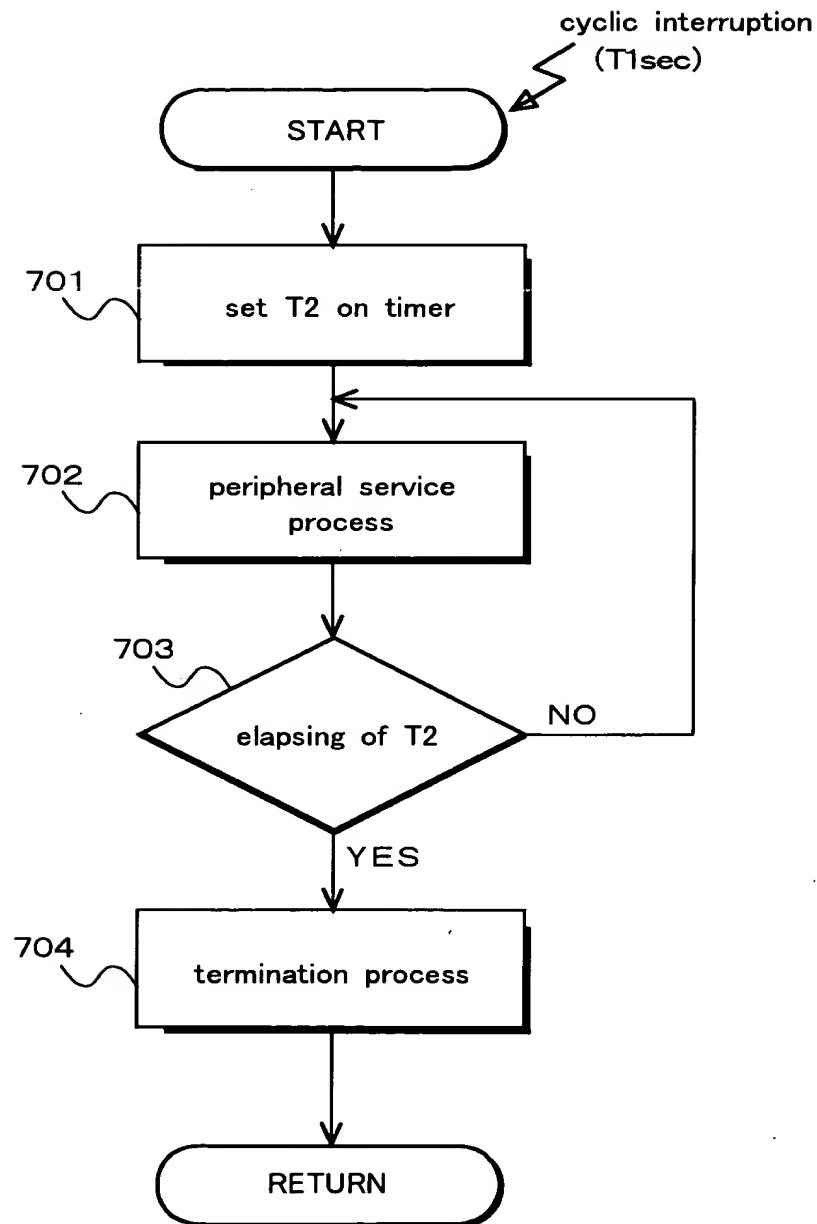 cyclic interruption
(T1sec)
START
701
set T2 on timer
702
peripheral service
process
703
elapsing of T2
NO
YES
704
termination process
RETURN